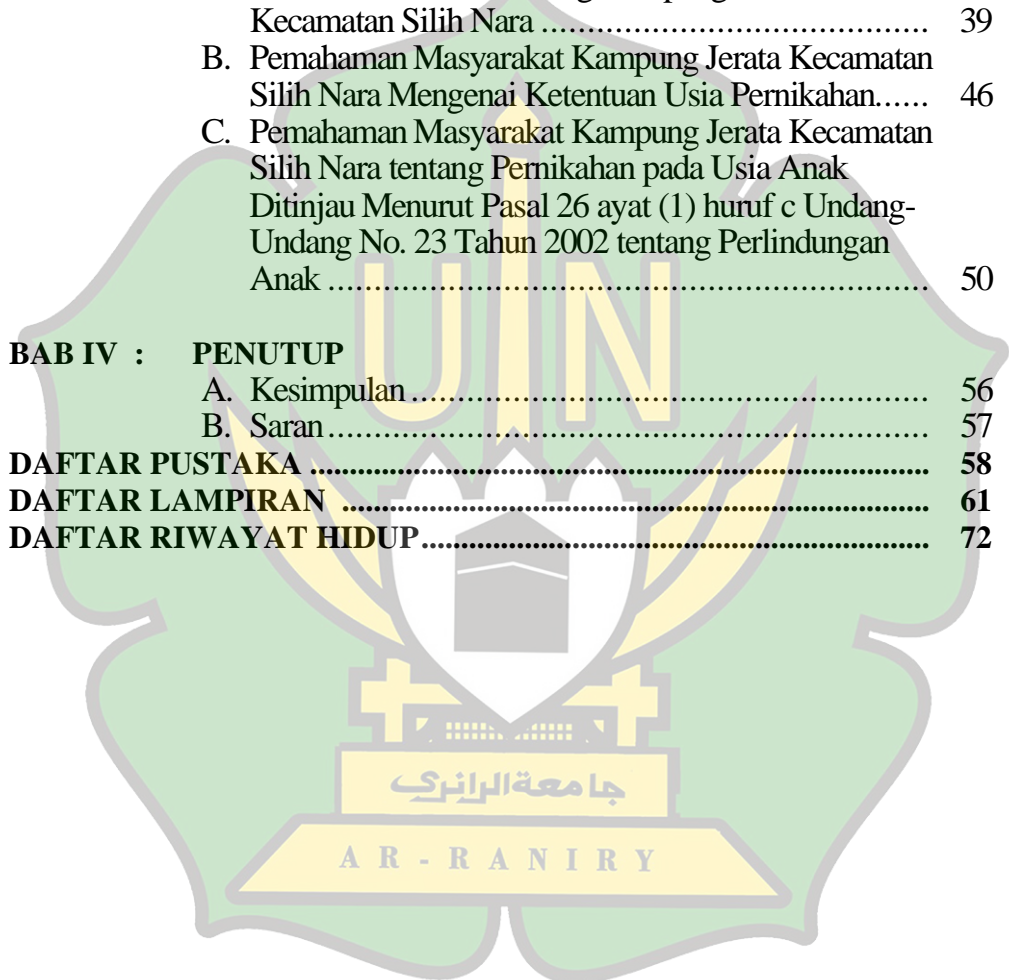 Kecamatan Silih Nara ............................................. 39
B. Pemahaman Masyarakat Kampung Jerata Kecamatan
Silih Nara Mengenai Ketentuan Usia Pernikahan...... 46
C. Pemahaman Masyarakat Kampung Jerata Kecamatan
Silih Nara tentang Pernikahan pada Usia Anak
Ditinjau Menurut Pasal 26 ayat (1) huruf c Undang-
Undang No. 23 Tahun 2002 tentang Perlindungan
Anak .................................................................... 50
BAB IV : PENUTUP
A. Kesimpulan .......................................................... 56
B. Saran .................................................................... 57
DAFTAR PUSTAKA .................................................................................. 58
DAFTAR LAMPIRAN .............................................................................. 61
DAFTAR RIWAYAT HIDUP .................................................................... 72
UIN
جامعةالرانري
AR-RANIRY